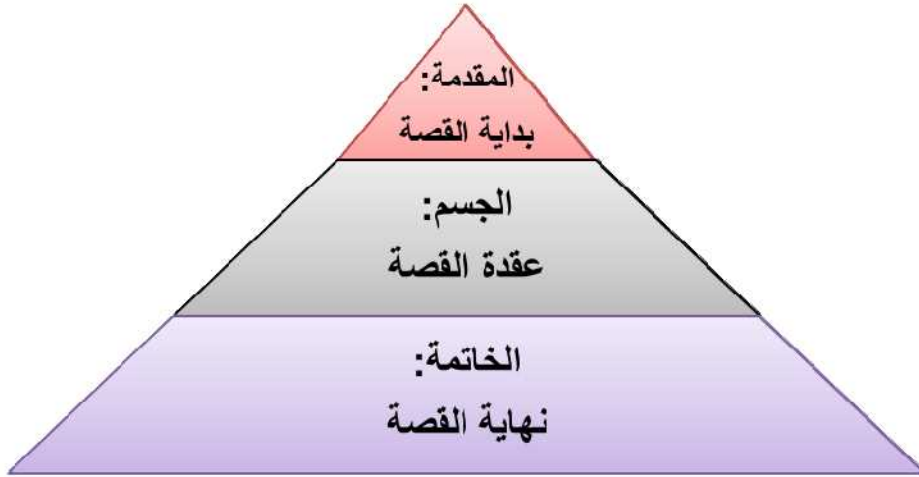 المقدمة:
بداية القصة
الجسم:
عقدة القصة
الخاتمة:
نهاية القصة